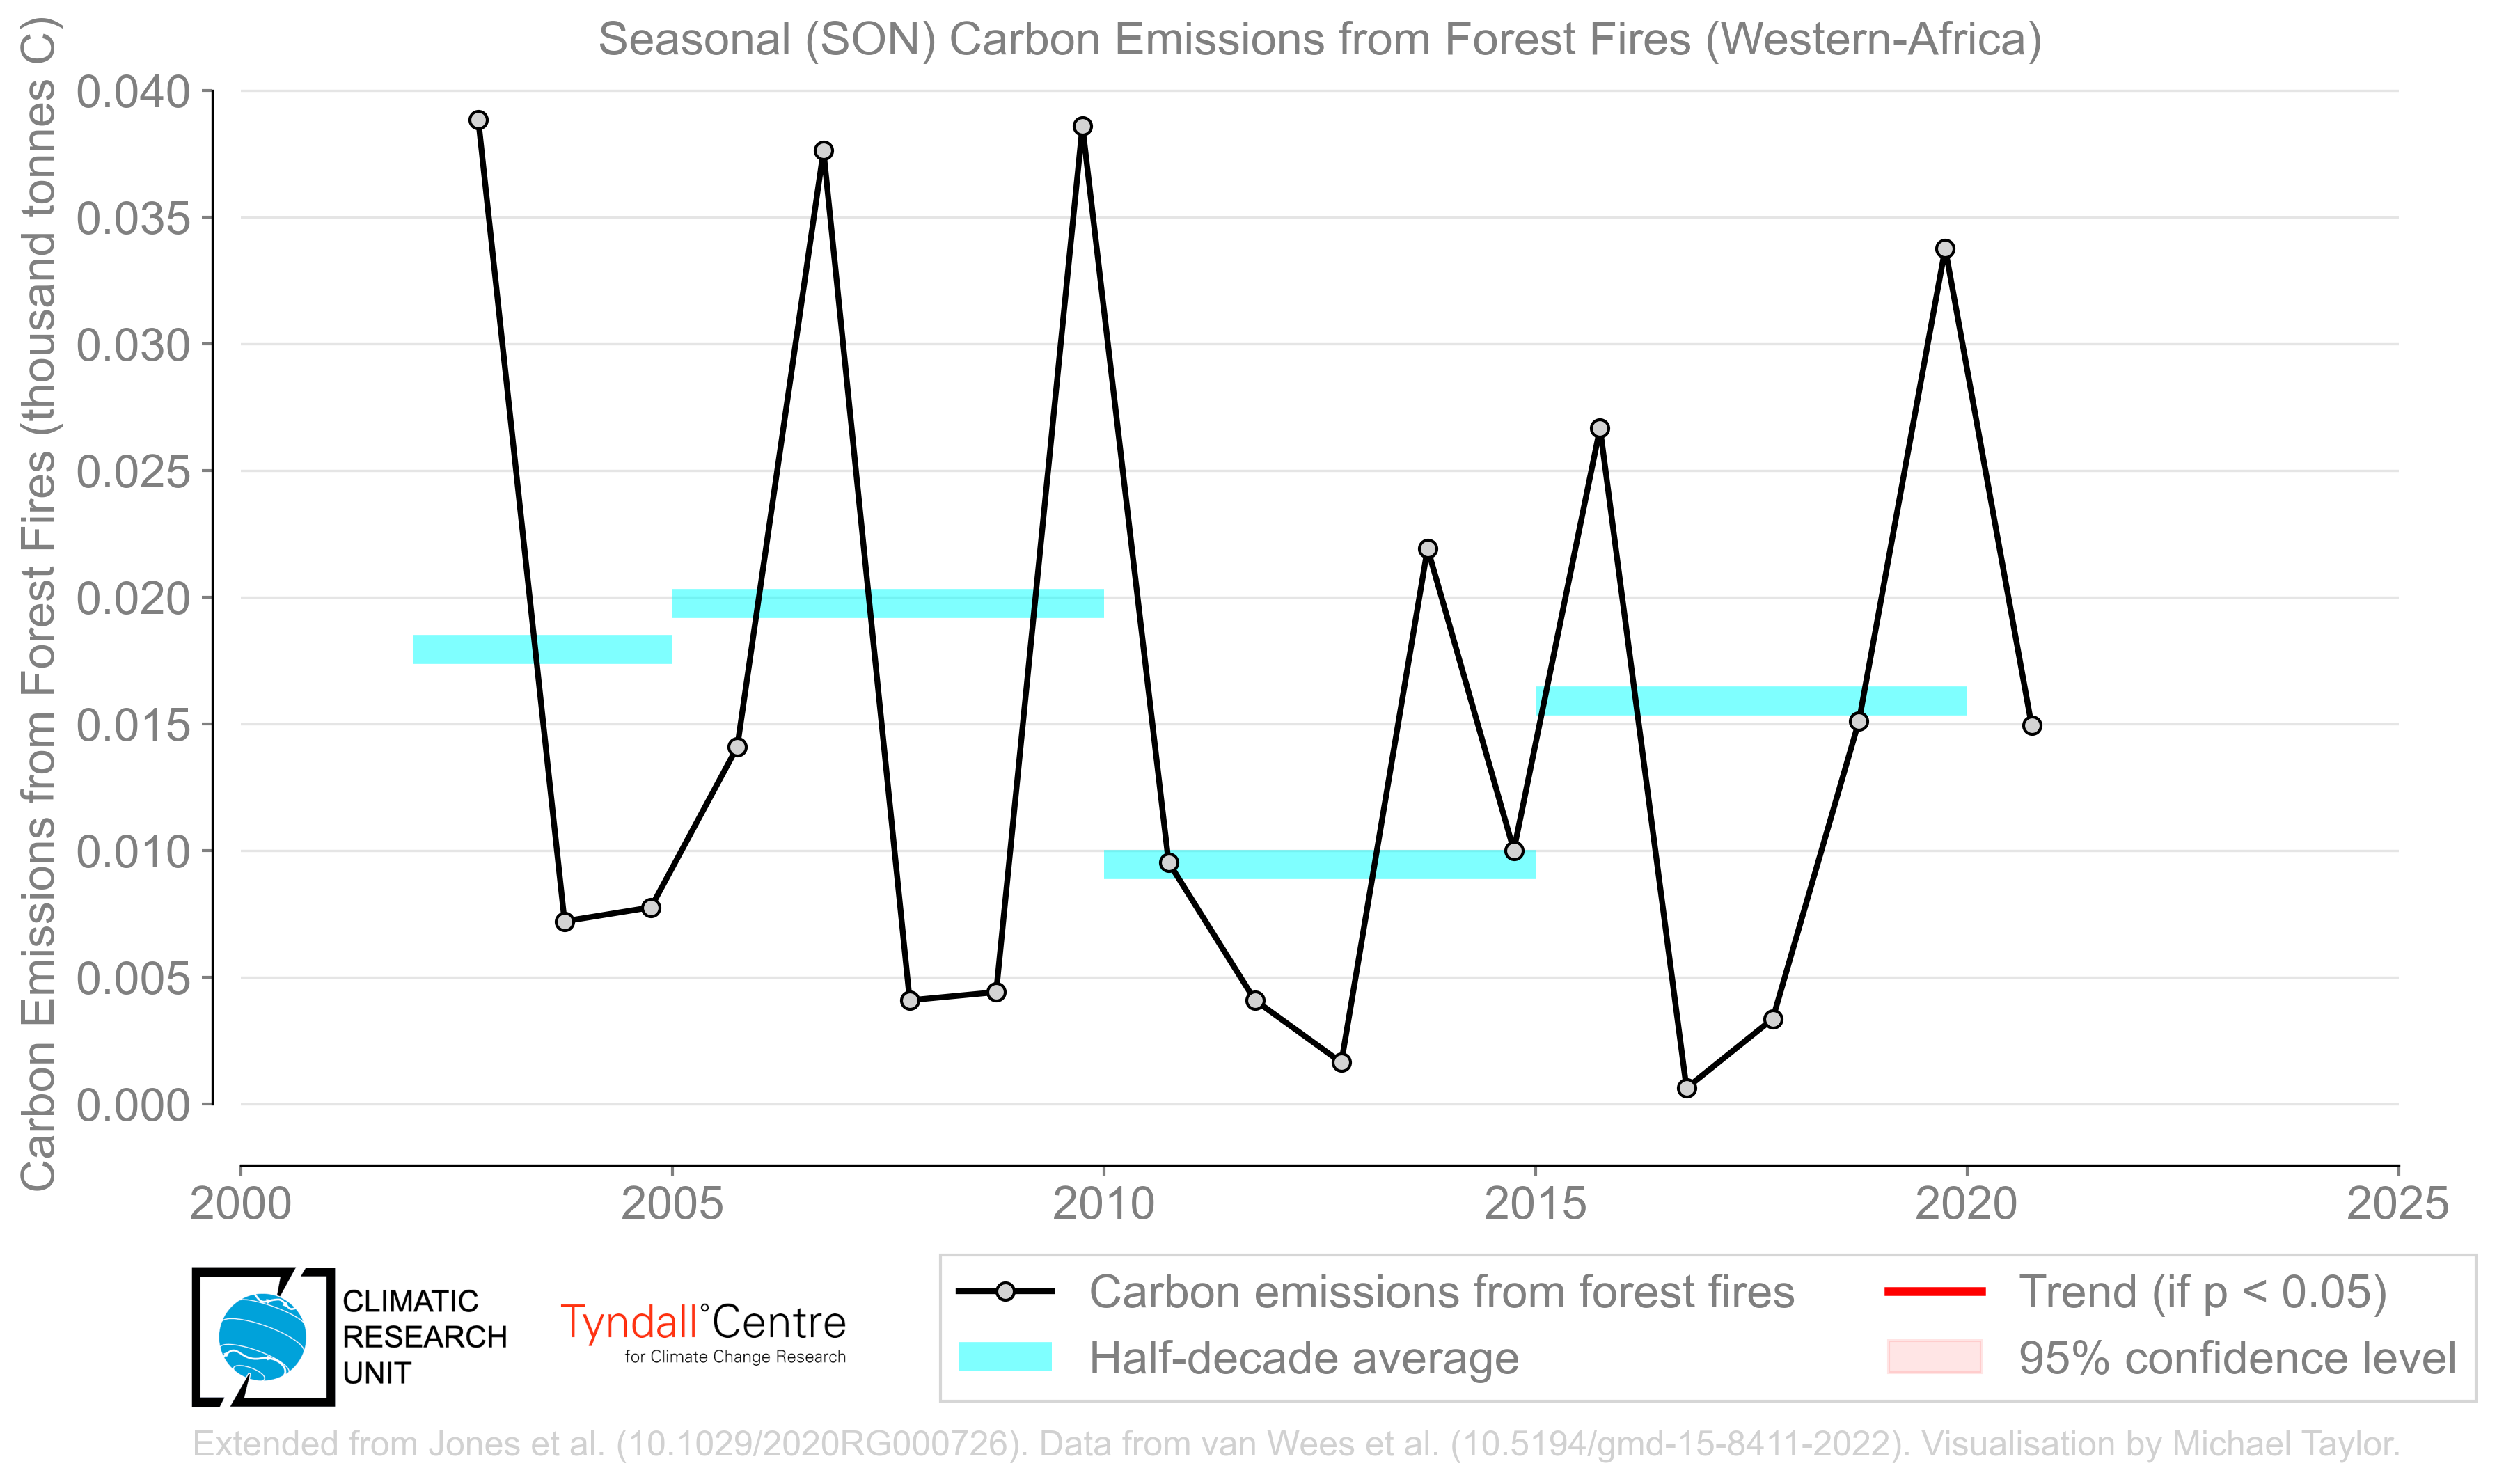 Seasonal (SON) Carbon Emissions from Forest Fires (Western-Africa)
Carbon Emissions from Forest Fires (thousand tonnes C)
0.040
0.035
0.030
0.025
0.020
0.015
0.010
0.005
0.000
2000 2005 2010 2015 2020 2025
CLIMATIC
RESEARCH
UNIT
Tyndall°Centre
for Climate Change Research
Carbon emissions from forest fires
Half-decade average
Trend (if p < 0.05)
95% confidence level
Extended from Jones et al. (10.1029/2020RG000726). Data from van Wees et al. (10.5194/gmd-15-8411-2022). Visualisation by Michael Taylor.